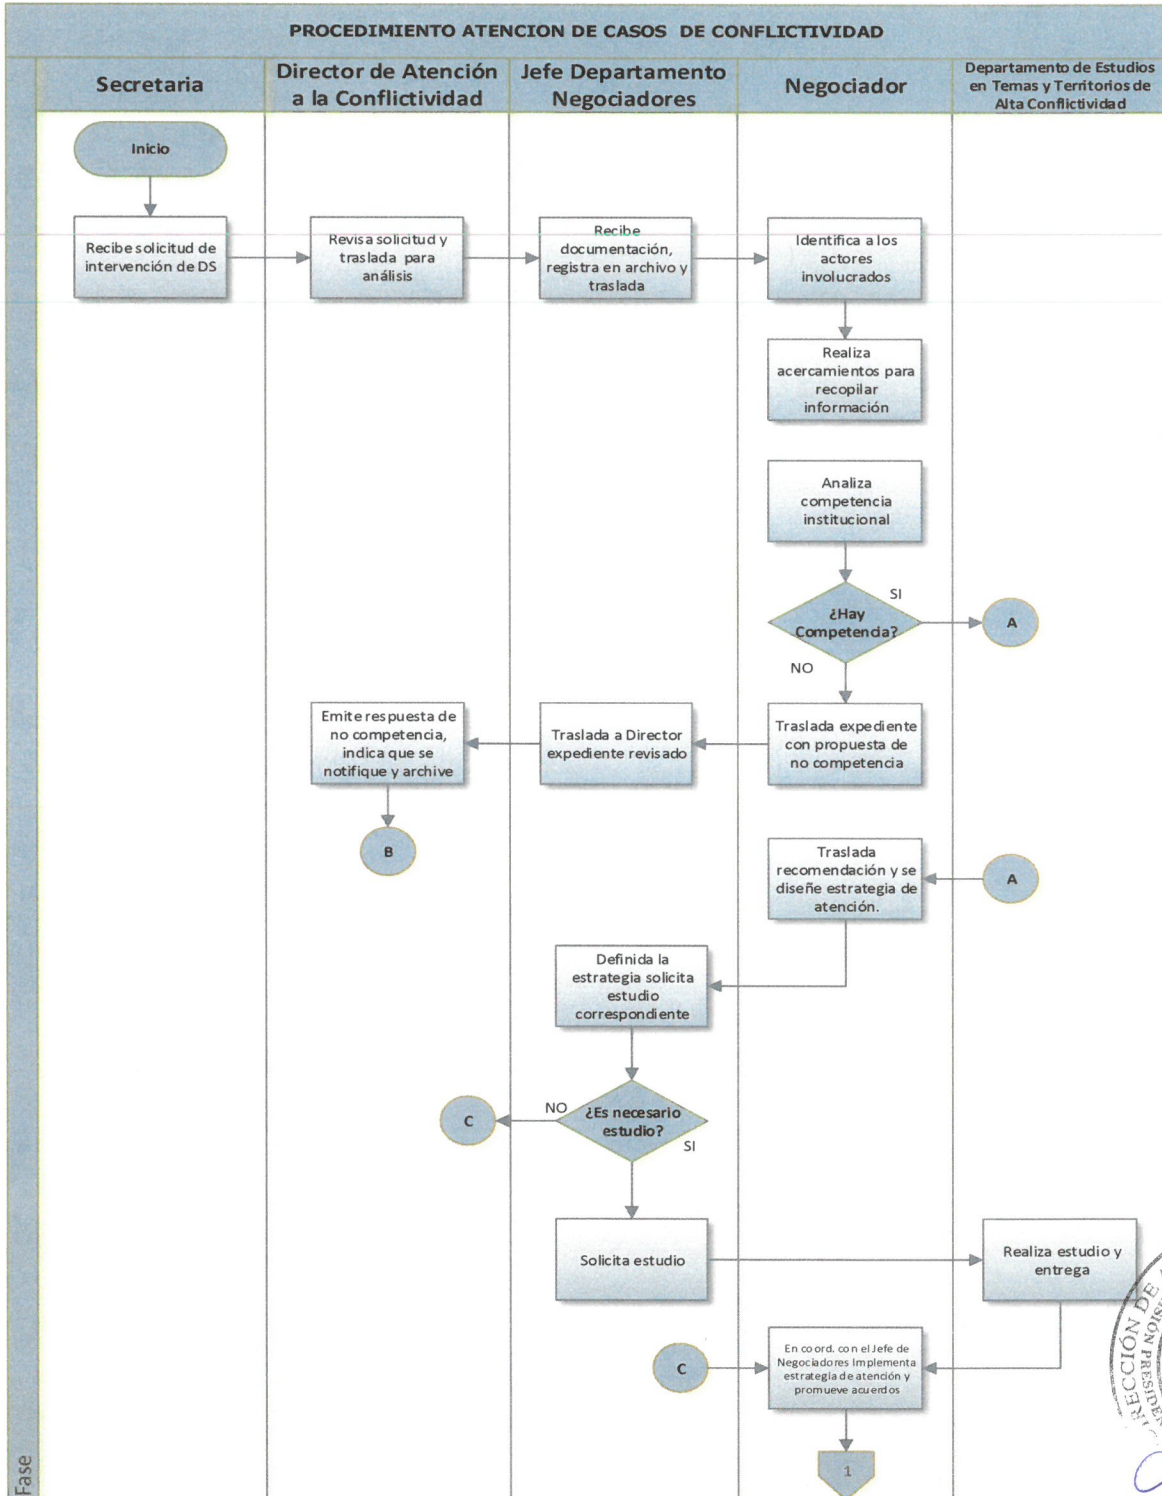 PROCEDIMIENTO ATENCION DE CASOS DE CONFLICTIVIDAD
Secretaria
Director de Atención
a la Conflictividad
Jefe Departamento
Negociadores
Negociador
Departamento de Estudios
en Temas y Territorios de
Alta Conflictividad
Inicio
Recibe solicitud de
intervención de DS
Revisa solicitud y
traslada para
análisis
Recibe
documentación,
registra en archivo y
traslada
Identifica a los
actores
involucrados
Realiza
acercamientos para
recopilar
información
Analiza
competencia
institucional
¿Hay
Competencia?
SI
A
NO
Traslada expediente
con propuesta de
no competencia
Traslada a Director
expediente revisado
Emite respuesta de
no competencia,
indica que se
notifique y archive
B
Traslada
recomendación y se
diseñe estrategia de
atención.
A
Definida la
estrategia solicita
estudio
correspondiente
¿Es necesario
estudio?
NO
C
SI
Solicita estudio
Realiza estudio y
entrega
C
En coord. con el Jefe de
Negociadores Implementa
estrategia de atención y
promueve acuerdos
1
Fase
RECCIÓN DE